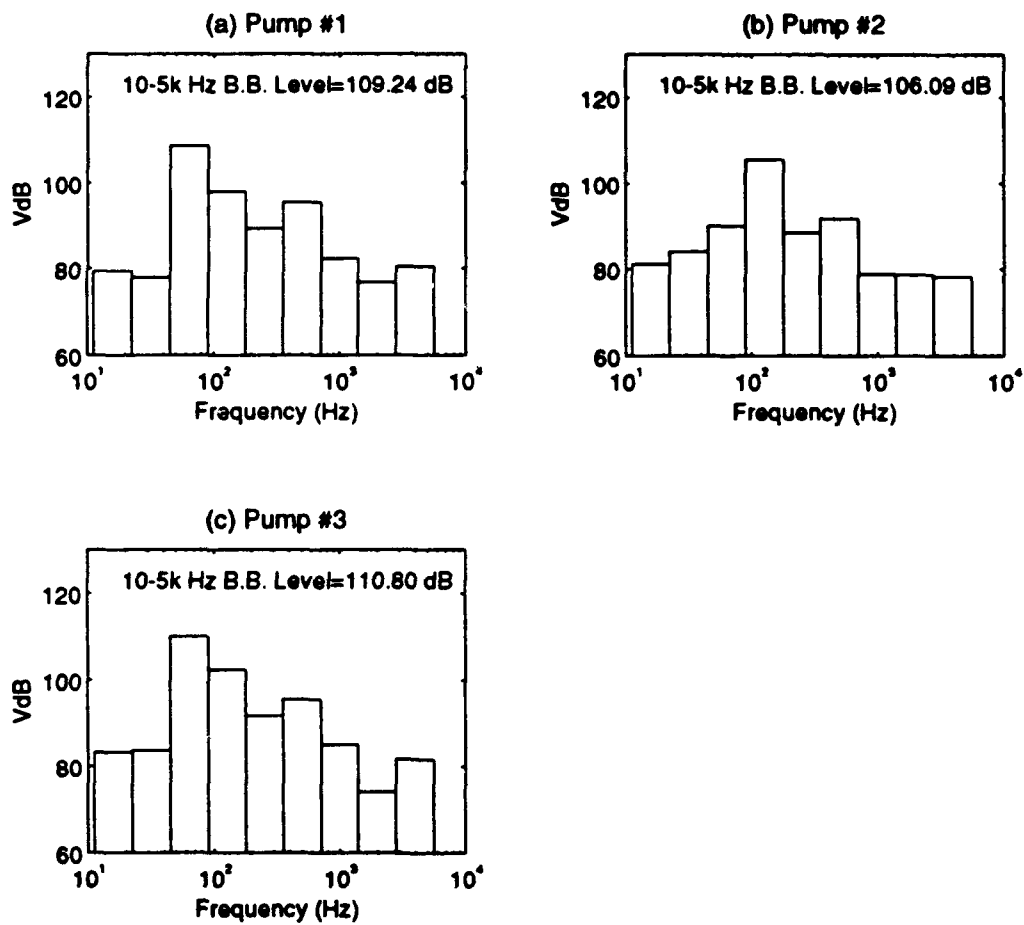 (a) Pump #1
10-5k Hz B.B. Level=109.24 dB
VdB
120
100
80
60
10¹ 10² 10³ 10⁴
Fraquency (Hz)
(b) Pump #2
10-5k Hz B.B. Level=106.09 dB
VdB
120
100
80
60
10¹ 10² 10³ 10⁴
Frequency (Hz)
(c) Pump #3
10-5k Hz B.B. Level=110.80 dB
VdB
120
100
80
60
10¹ 10² 10³ 10⁴
Frequency (Hz)